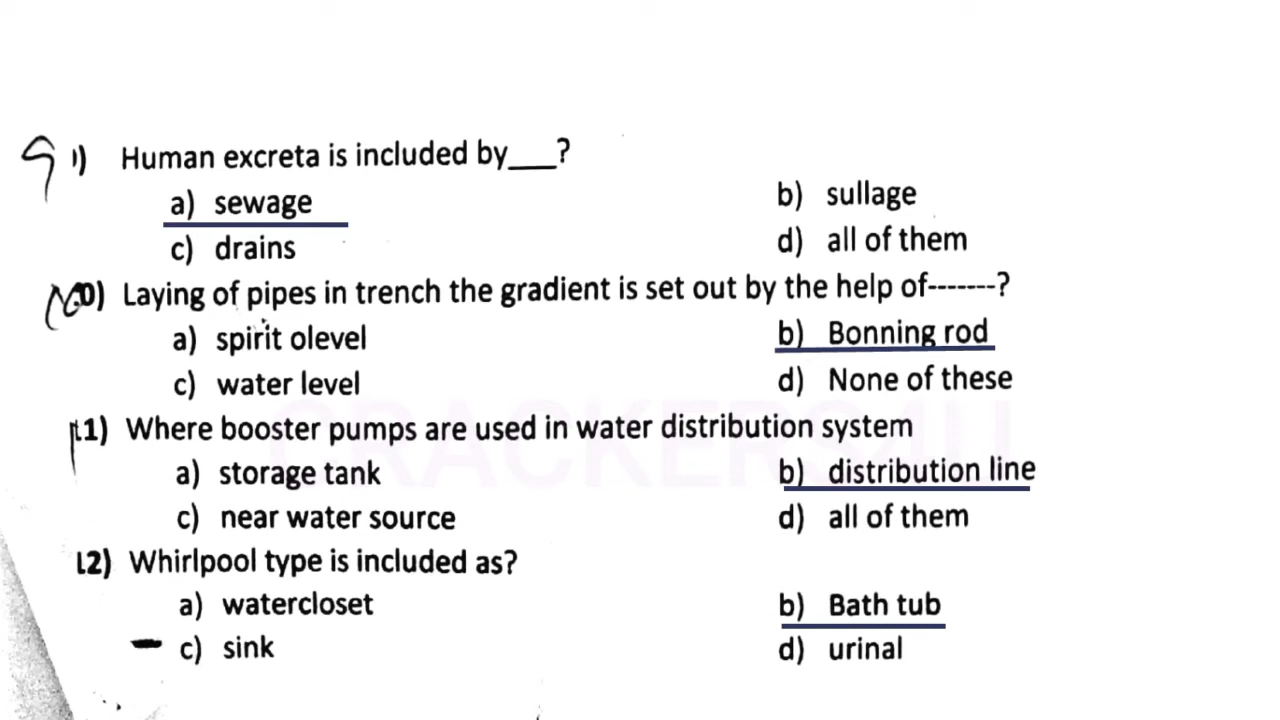 9 1) Human excreta is included by___?
a) sewage b) sullage
c) drains d) all of them
0) Laying of pipes in trench the gradient is set out by the help of-------?
a) spirit olevel b) Bonning rod
c) water level d) None of these
11) Where booster pumps are used in water distribution system
a) storage tank b) distribution line
c) near water source d) all of them
12) Whirlpool type is included as?
a) watercloset b) Bath tub
c) sink d) urinal
CRACKERS4U